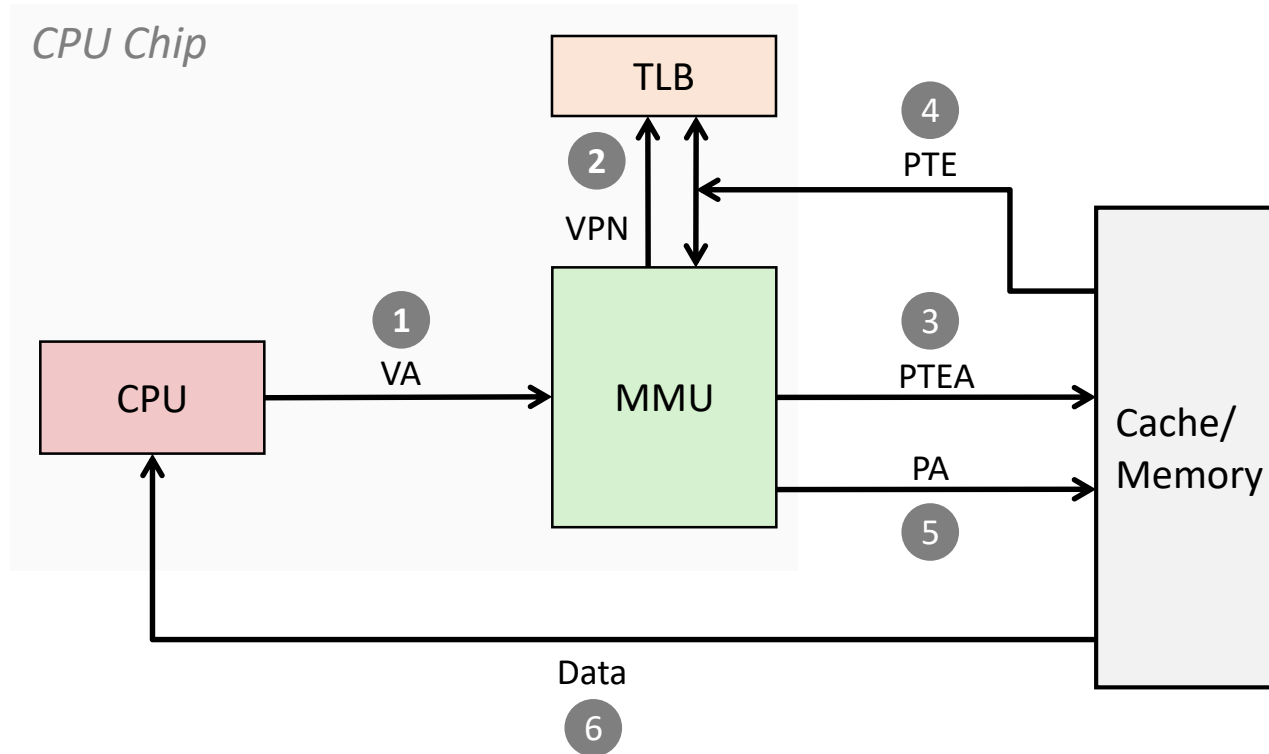 CPU Chip
TLB
4
PTE
2
VPN
1
VA
3
PTEA
CPU
MMU
Cache/
Memory
PA
5
Data
6